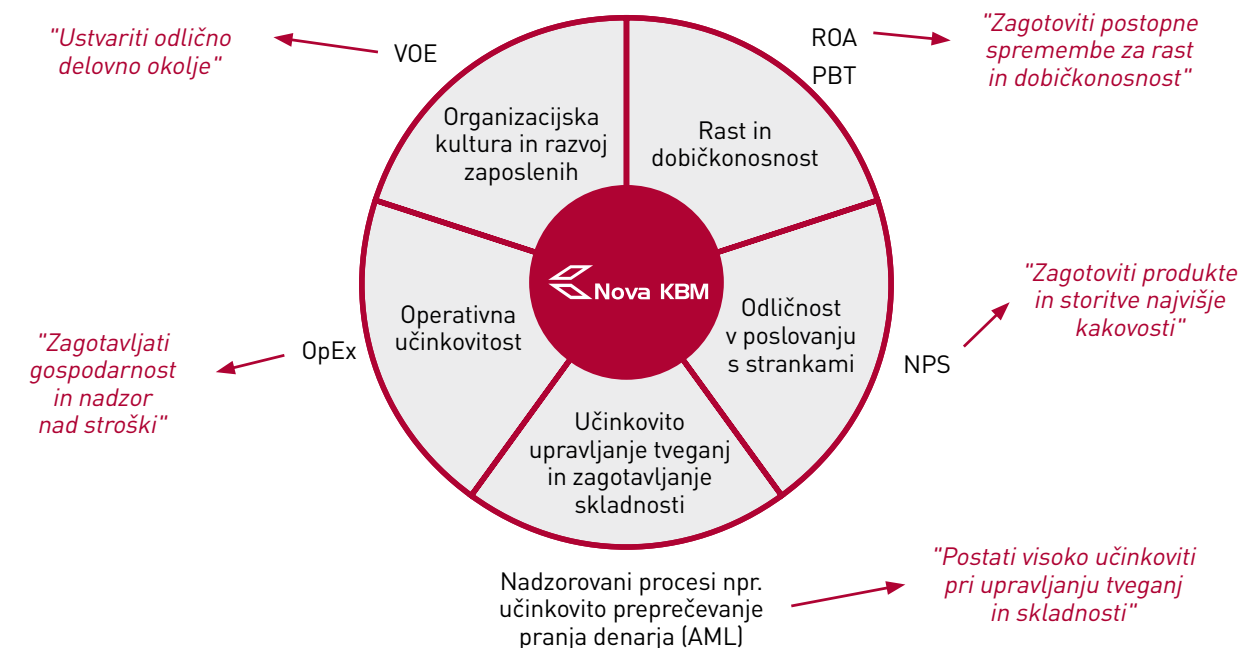 "Ustvariti odlično
delovno okolje"
VOE
ROA
PBT
"Zagotoviti postopne
spremembe za rast
in dobičkonosnost"
Organizacijska
kultura in razvoj
zaposlenih
Rast in
dobičkonosnost
Nova KBM
Operativna
učinkovitost
Odličnost
v poslovanju
s strankami
"Zagotoviti produkte
in storitve najvišje
kakovosti"
"Zagotavljati
gospodarnost
in nadzor
nad stroški"
OpEx
NPS
Učinkovito
upravljanje tveganj
in zagotavljanje
skladnosti
Nadzorovani procesi npr.
učinkovito preprečevanje
pranja denarja (AML)
"Postati visoko učinkoviti
pri upravljanju tveganj
in skladnosti"